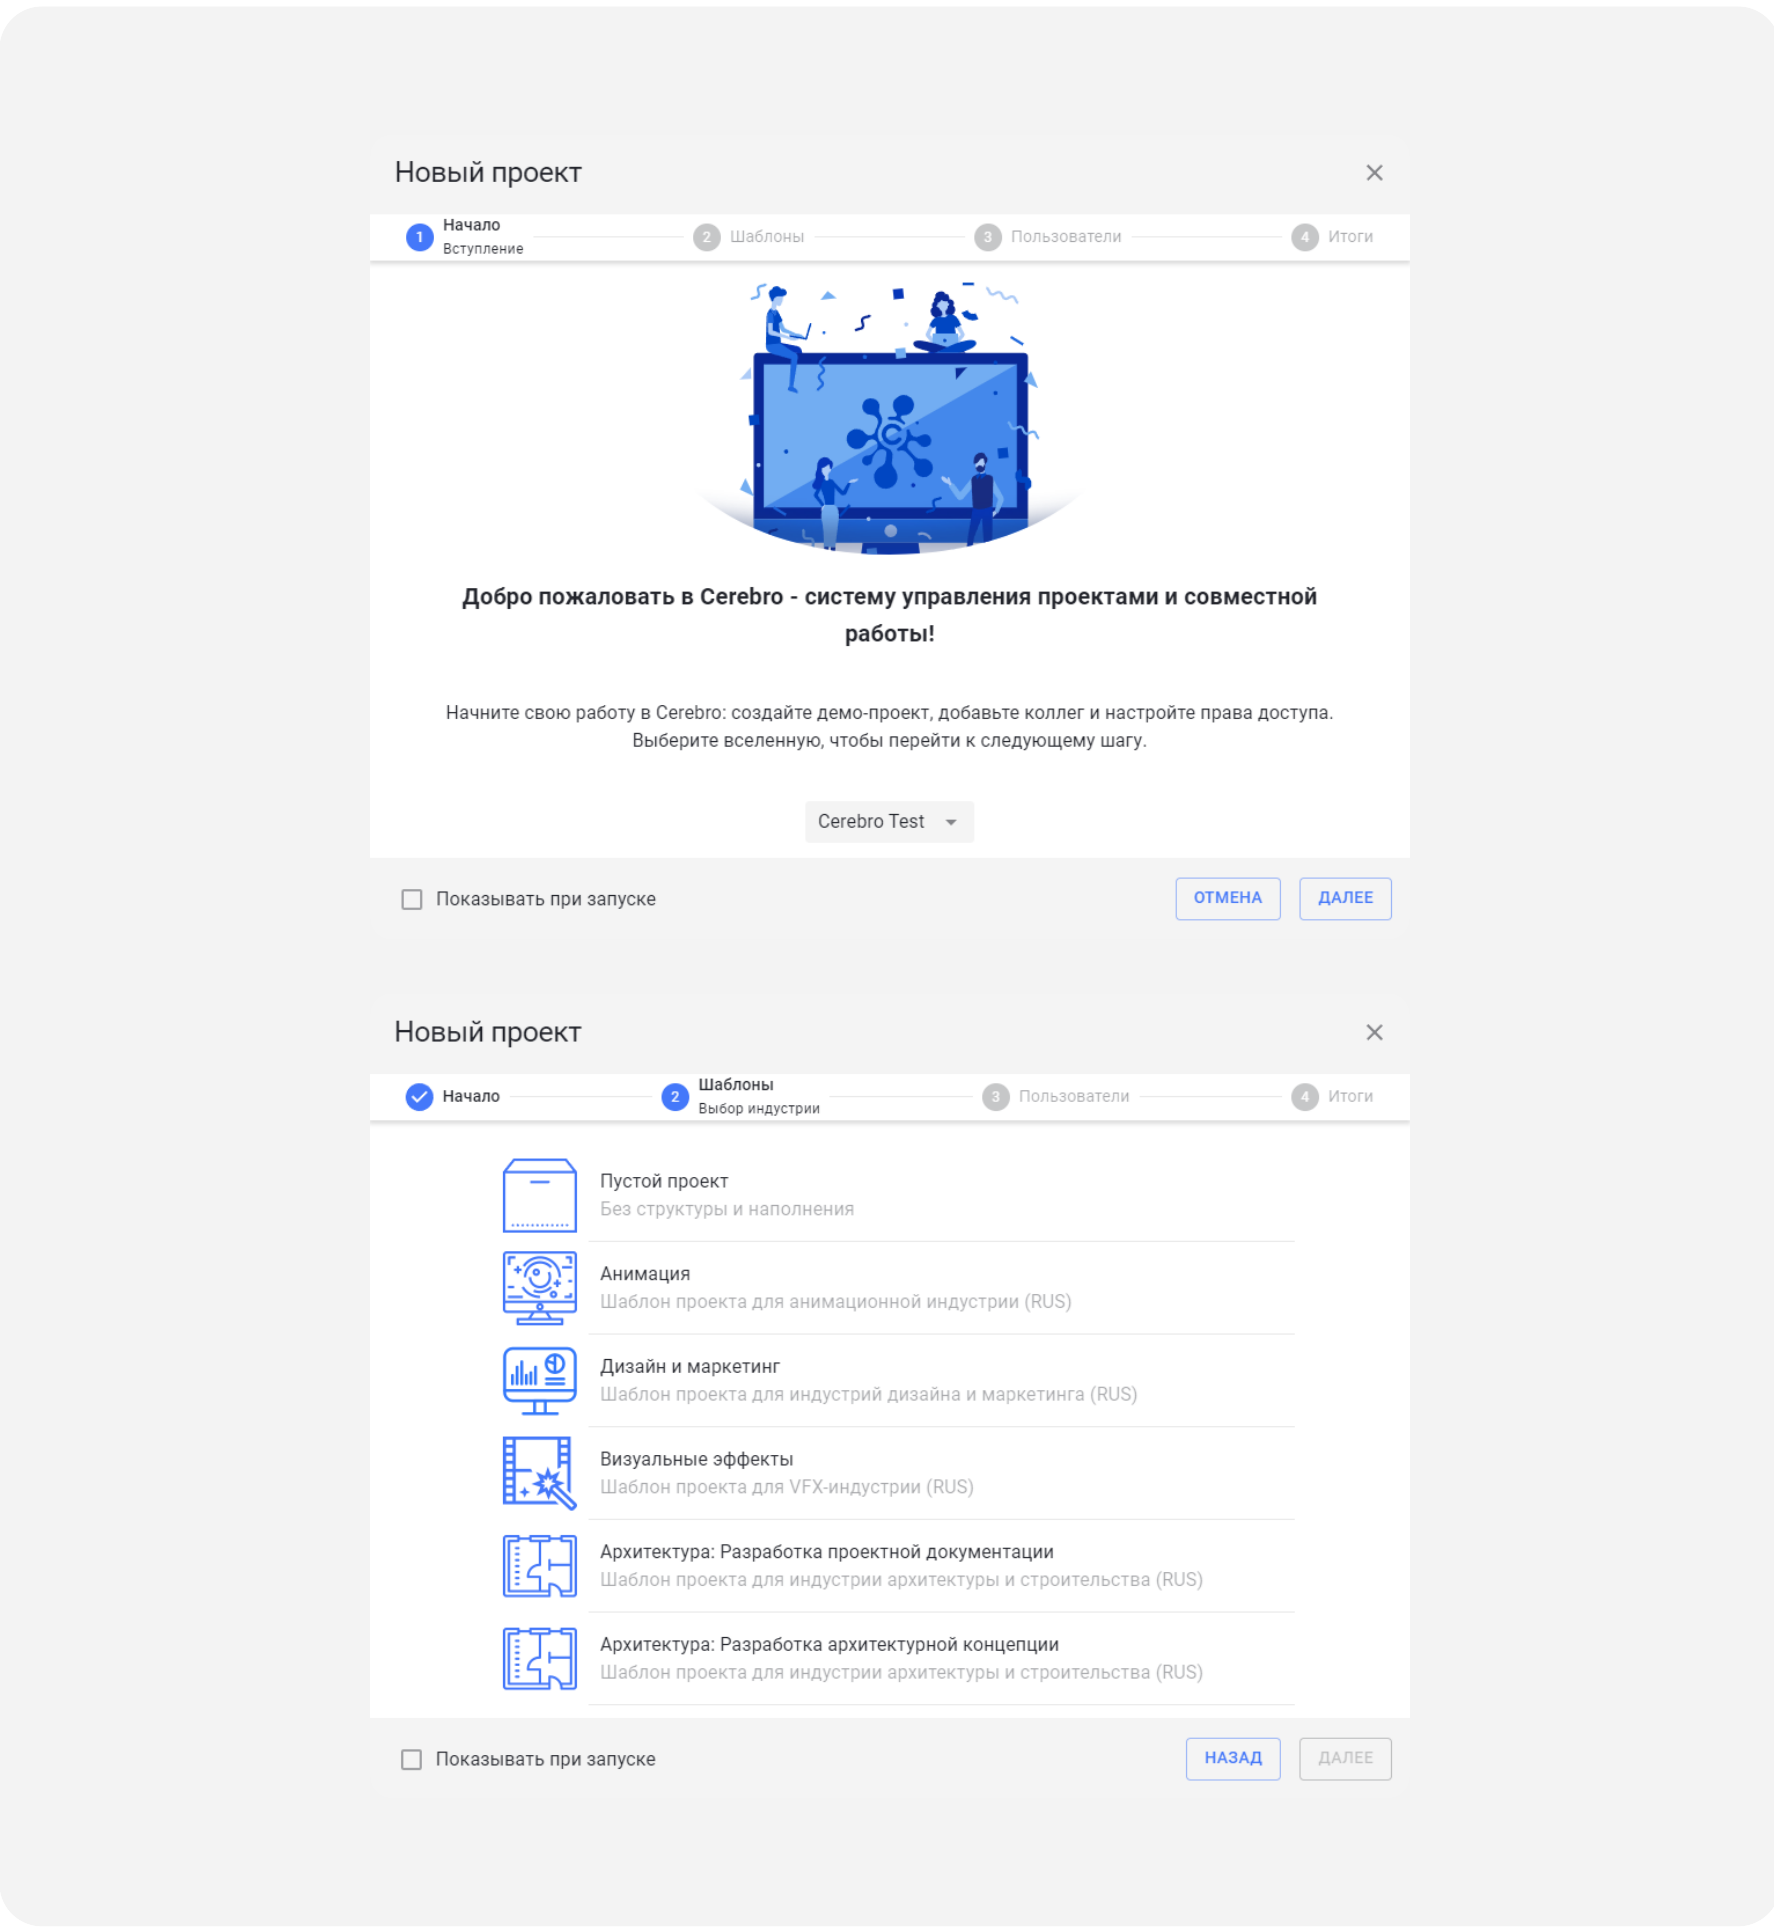 Новый проект
1 Начало
Вступление
2 Шаблоны
3 Пользователи
4 Итоги
Добро пожаловать в Cerebro - систему управления проектами и совместной
работы!
Начните свою работу в Cerebro: создайте демо-проект, добавьте коллег и настройте права доступа.
Выберите вселенную, чтобы перейти к следующему шагу.
Cerebro Test
Показывать при запуске
ОТМЕНА
ДАЛЕЕ
Новый проект
Начало
2 Шаблоны
Выбор индустрии
3 Пользователи
4 Итоги
Пустой проект
Без структуры и наполнения
Анимация
Шаблон проекта для анимационной индустрии (RUS)
Дизайн и маркетинг
Шаблон проекта для индустрий дизайна и маркетинга (RUS)
Визуальные эффекты
Шаблон проекта для VFX-индустрии (RUS)
Архитектура: Разработка проектной документации
Шаблон проекта для индустрии архитектуры и строительства (RUS)
Архитектура: Разработка архитектурной концепции
Шаблон проекта для индустрии архитектуры и строительства (RUS)
Показывать при запуске
НАЗАД
ДАЛЕЕ